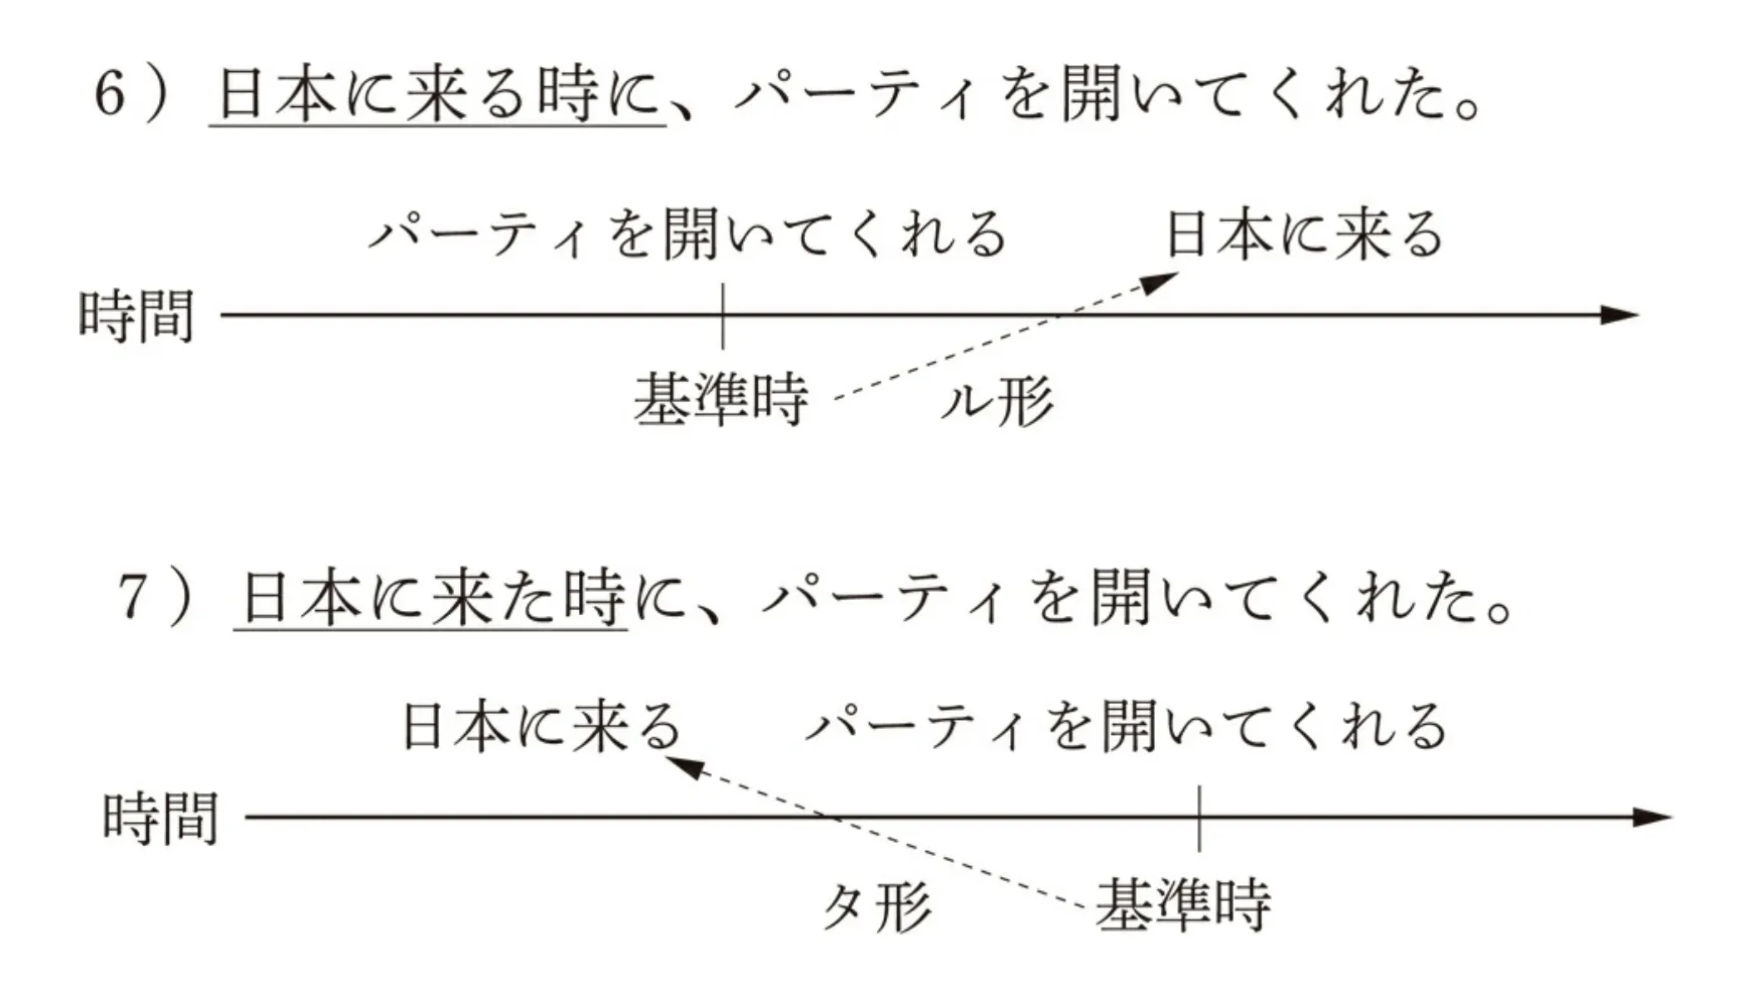 6）日本に来る時に、パーティを開いてくれた。
パーティを開いてくれる 日本に来る
時間
基準時 ル形
7）日本に来た時に、パーティを開いてくれた。
日本に来る パーティを開いてくれる
時間
タ形 基準時